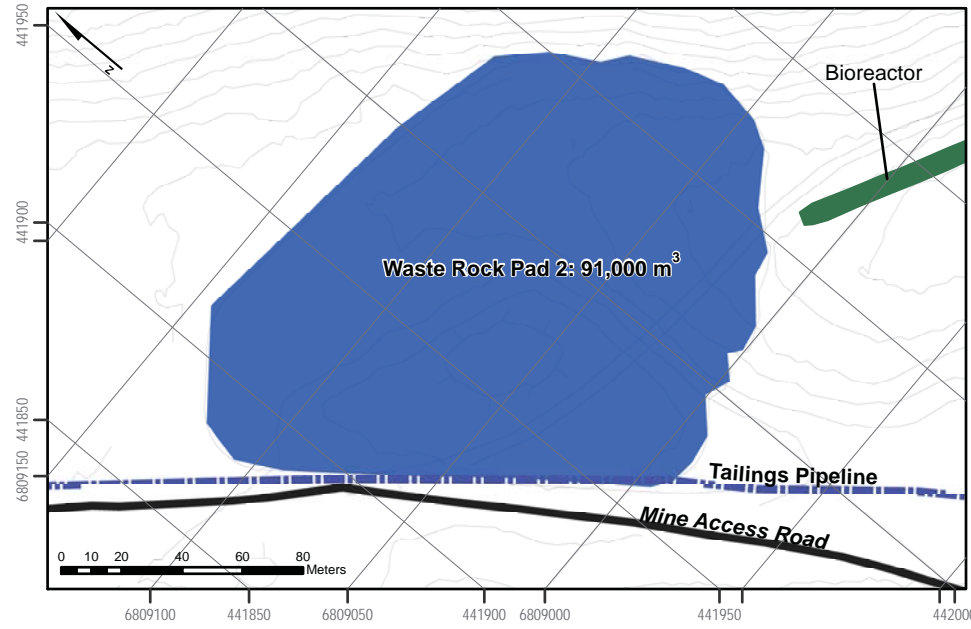 441950
z
Bioreactor
441900
Waste Rock Pad 2: 91,000 m³
441850
6809150
Tailings Pipeline
Mine Access Road
0 10 20 40 60 80
Meters
6809100 441850 6809050 441900 6809000 441950 442000